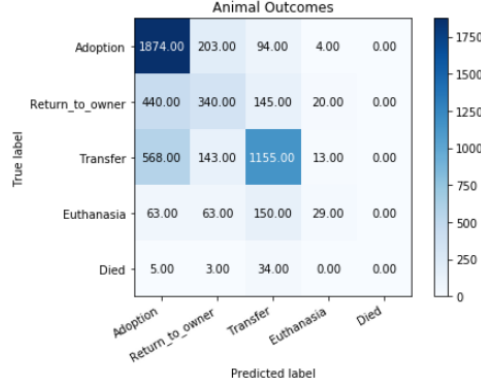 Animal Outcomes
Adoption 1874.00 203.00 94.00 4.00 0.00
Return_to_owner 440.00 340.00 145.00 20.00 0.00
Transfer 568.00 143.00 1155.00 13.00 0.00
Euthanasia 63.00 63.00 150.00 29.00 0.00
Died 5.00 3.00 34.00 0.00 0.00
True label
Adoption Return_to_owner Transfer Euthanasia Died
Predicted label
1750
1500
1250
1000
750
500
250
0